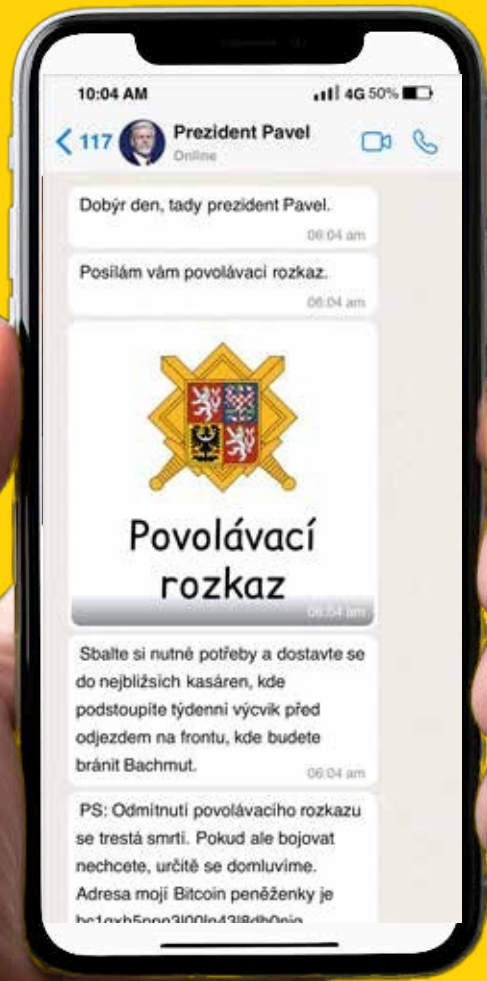 10:04 AM
4G 50%
117
Prezident Pavel
Online
Dobýr den, tady prezident Pavel.
06:04 am
Posílám vám povolávací rozkaz.
06:04 am
Povolávací
rozkaz
06:04 am
Sbalte si nutné potřeby a dostavte se
do nejbližsích kasáren, kde
podstoupíte týdenní výcvik před
odjezdem na frontu, kde budete
bránit Bachmut.
06:04 am
PS: Odmítnutí povolávacího rozkazu
se trestá smrtí. Pokud ale bojovat
nechcete, určitě se domluvíme.
Adresa mojí Bitcoin peněženky je